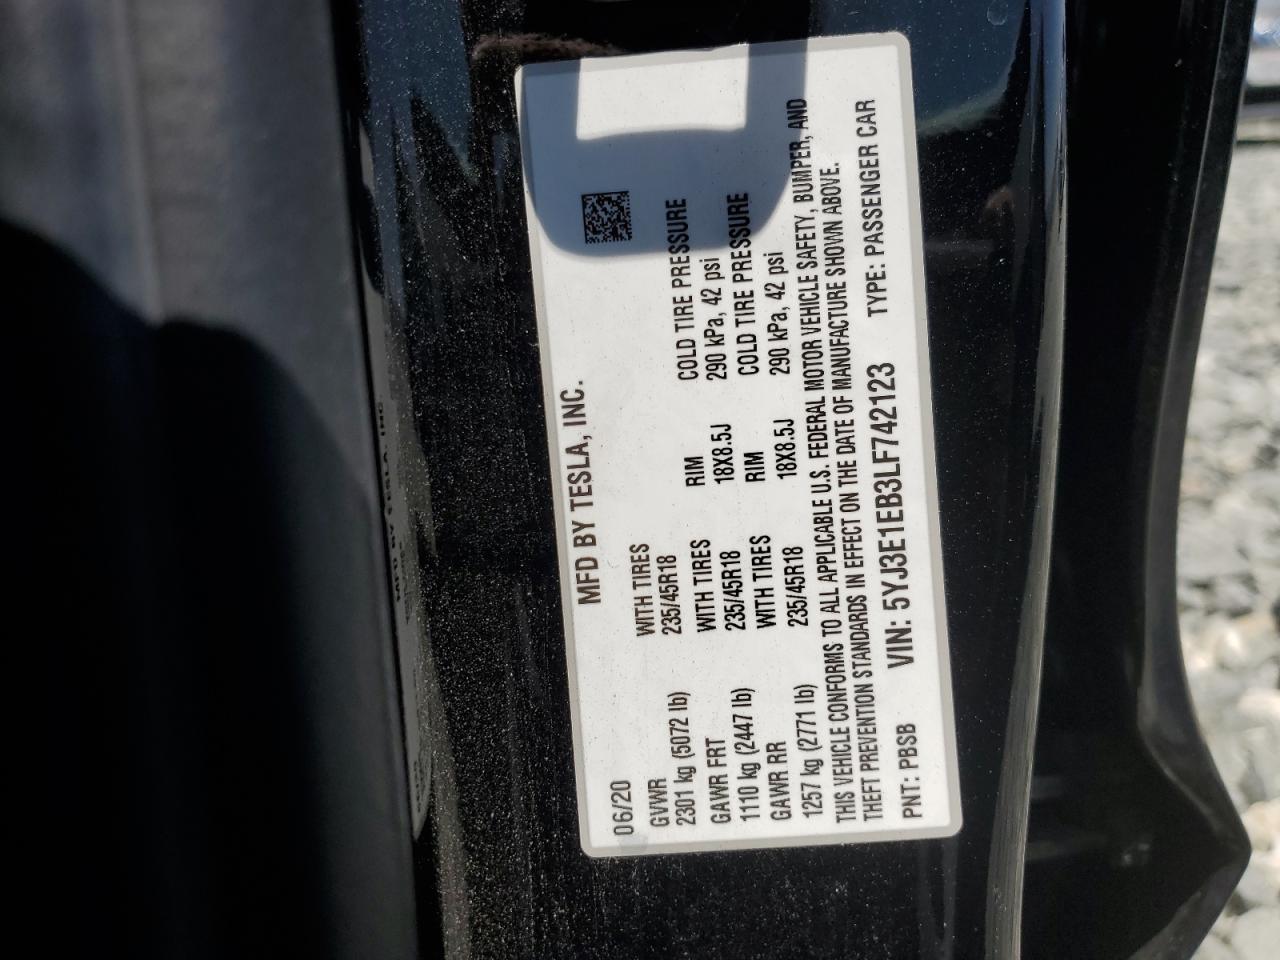 MFD BY TESLA, INC.
06/20
GVWR WITH TIRES RIM COLD TIRE PRESSURE
2301 kg (5072 lb) 235/45R18 18X8.5J 290 kPa, 42 psi
GAWR FRT WITH TIRES RIM COLD TIRE PRESSURE
1110 kg (2447 lb) 235/45R18 18X8.5J 290 kPa, 42 psi
GAWR RR WITH TIRES
1257 kg (2771 lb) 235/45R18
THIS VEHICLE CONFORMS TO ALL APPLICABLE U.S. FEDERAL MOTOR VEHICLE SAFETY, BUMPER, AND
THEFT PREVENTION STANDARDS IN EFFECT ON THE DATE OF MANUFACTURE SHOWN ABOVE.
PNT: PBSB VIN: 5YJ3E1EB3LF742123 TYPE: PASSENGER CAR
MFD BY TESLA, INC